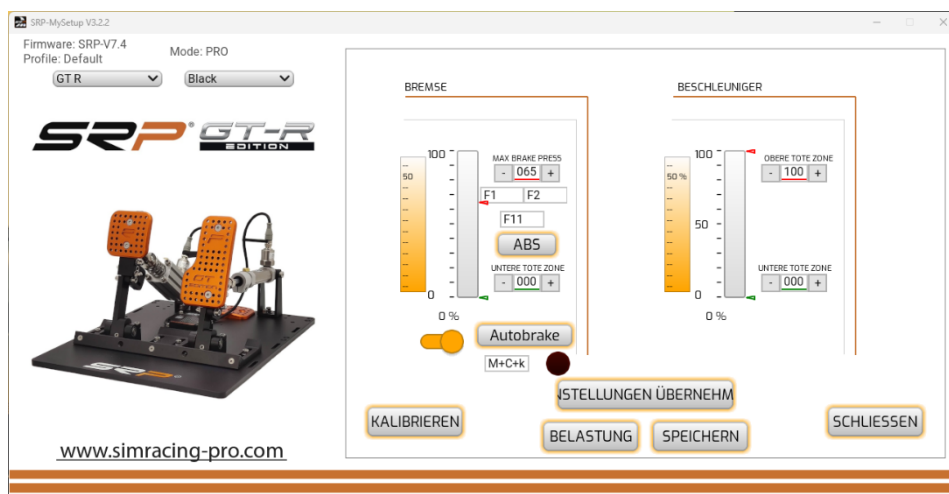 SRP-MySetup V3.2.2
Firmware: SRP-V7.4
Profile: Default
Mode: PRO
GT R
Black
SRP® GT-R
EDITION
www.simracing-pro.com
BREMSE
100
50
0
0 %
MAX BRAKE PRESS
- 065 +
F1 F2
F11
ABS
UNTERE TOTE ZONE
- 000 +
Autobrake
M+C+k
BESCHLEUNIGER
50 %
100
50
0
0 %
OBERE TOTE ZONE
- 100 +
UNTERE TOTE ZONE
- 000 +
NSTELLUNGEN ÜBERNEHM
KALIBRIEREN
BELASTUNG
SPEICHERN
SCHLIESSEN
SRP